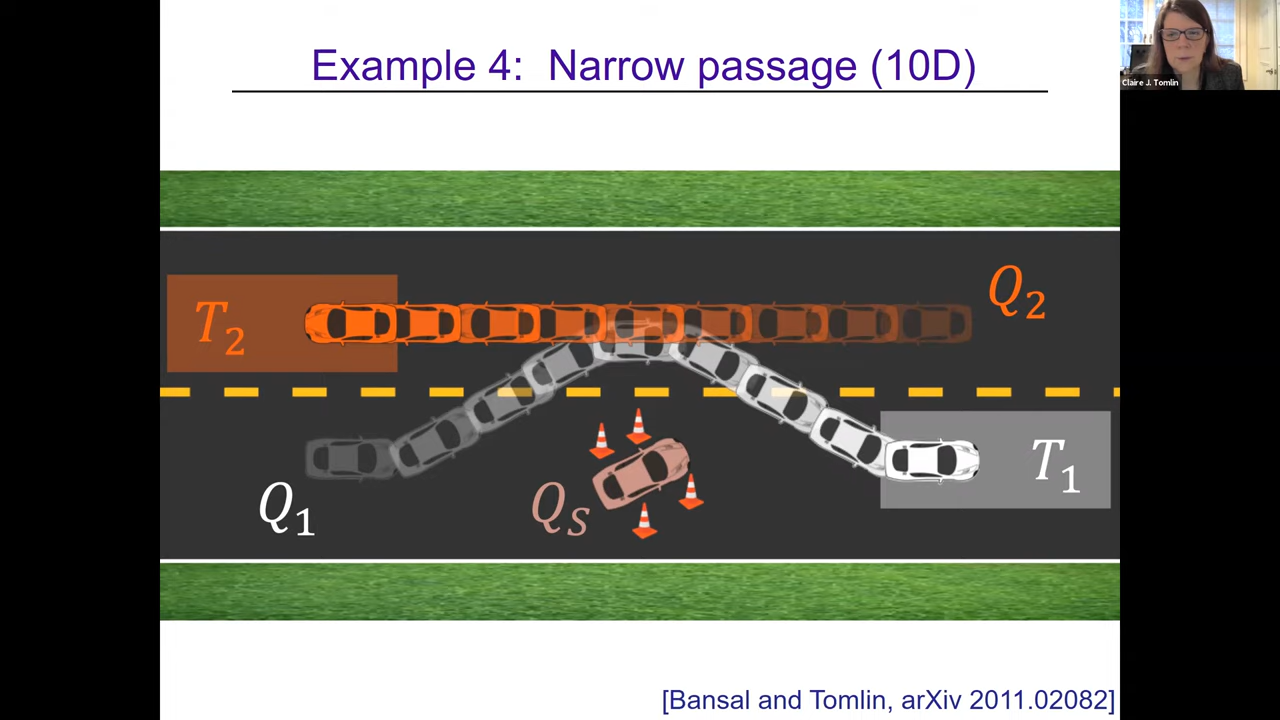 Example 4: Narrow passage (10D)
Claire J. Tomlin
Q2
T2
T1
Q1
QS
[Bansal and Tomlin, arXiv 2011.02082]